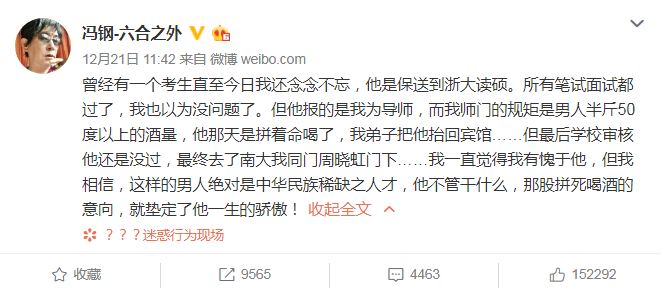 冯钢-六合之外
12月21日 11:42 来自 微博 weibo.com
曾经有一个考生直至今日我还念念不忘，他是保送到浙大读硕。所有笔试面试都
过了，我也以为没问题了。但他报的是我为导师，而我师门的规矩是男人半斤50
度以上的酒量，他那天是拼着命喝了，我弟子把他抬回宾馆……但最后学校审核
他还是没过，最终去了南大我同门周晓虹门下……我一直觉得我有愧于他，但我
相信，这样的男人绝对是中华民族稀缺之人才，他不管干什么，那股拼死喝酒的
意向，就垫定了他一生的骄傲！ 收起全文
？？？迷惑行为现场
收藏 9565 4463 152292